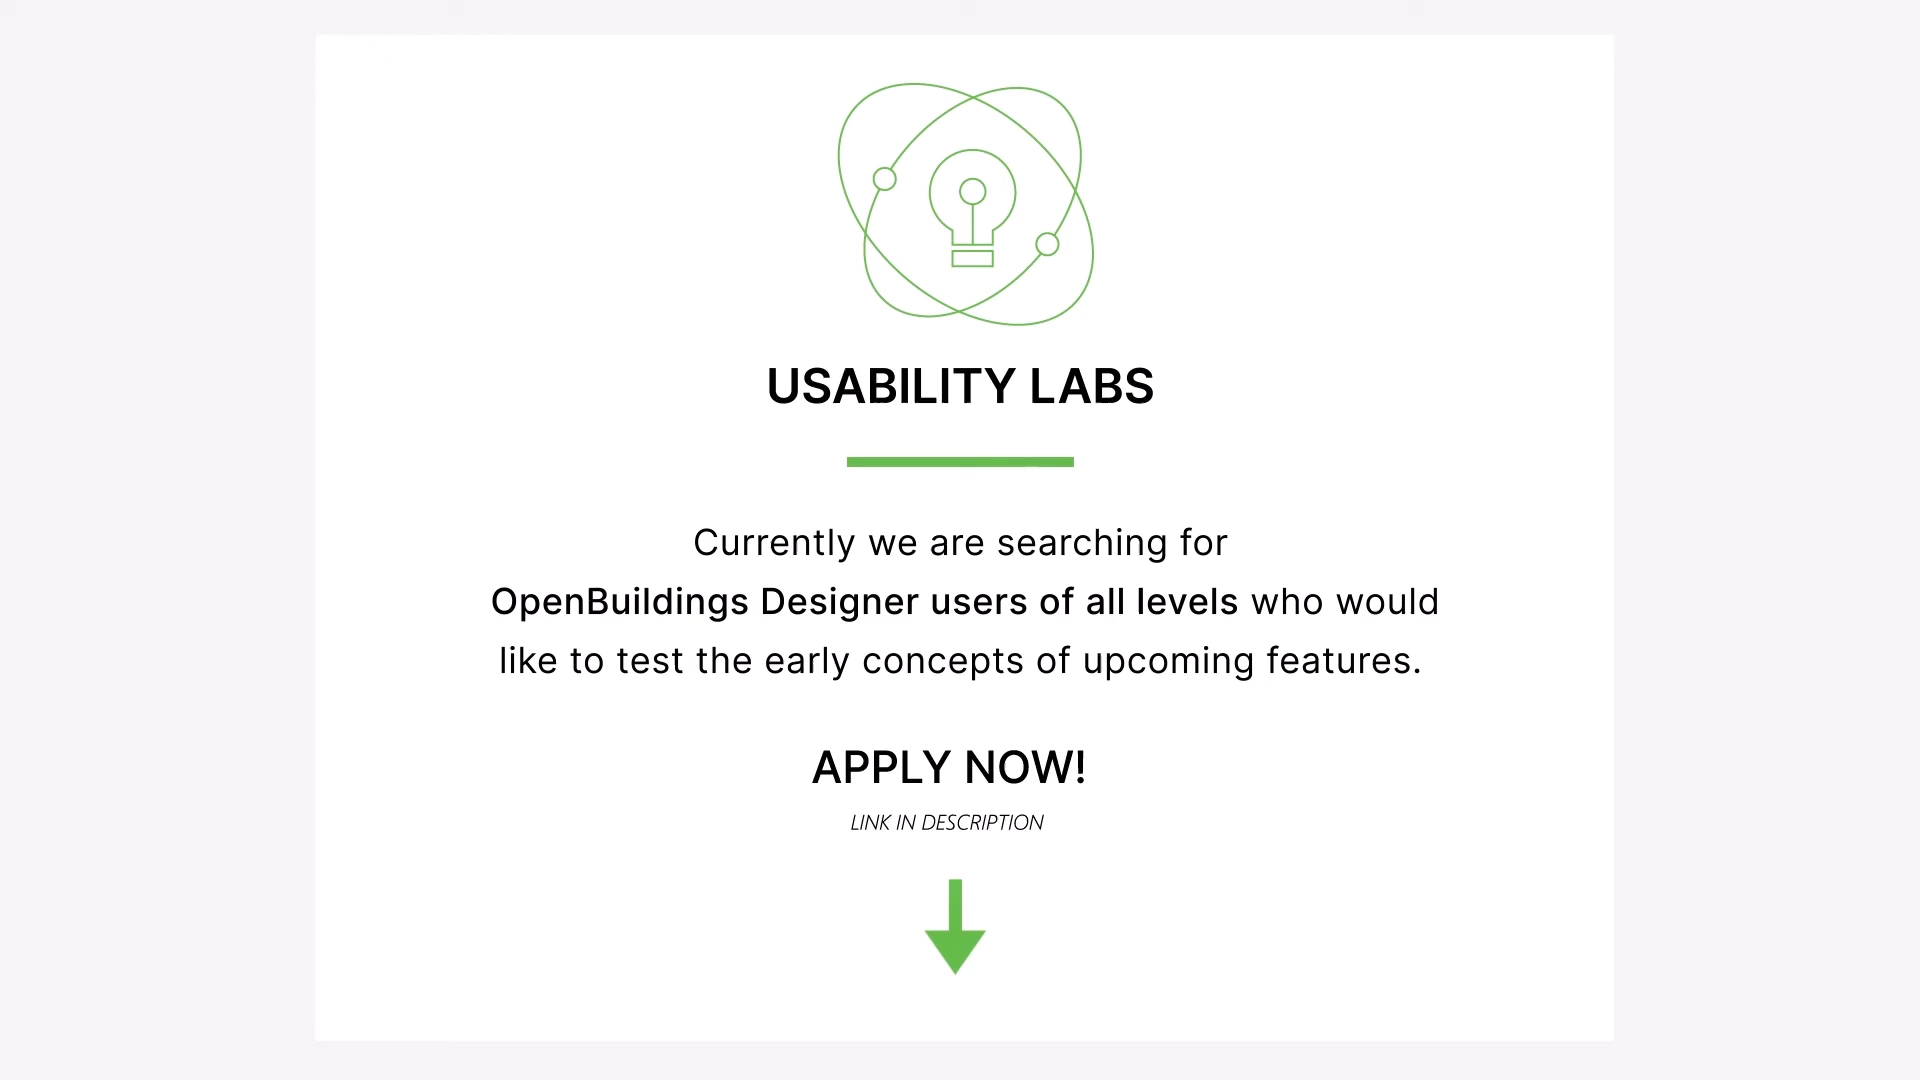 USABILITY LABS
Currently we are searching for
OpenBuildings Designer users of all levels who would
like to test the early concepts of upcoming features.
APPLY NOW!
LINK IN DESCRIPTION